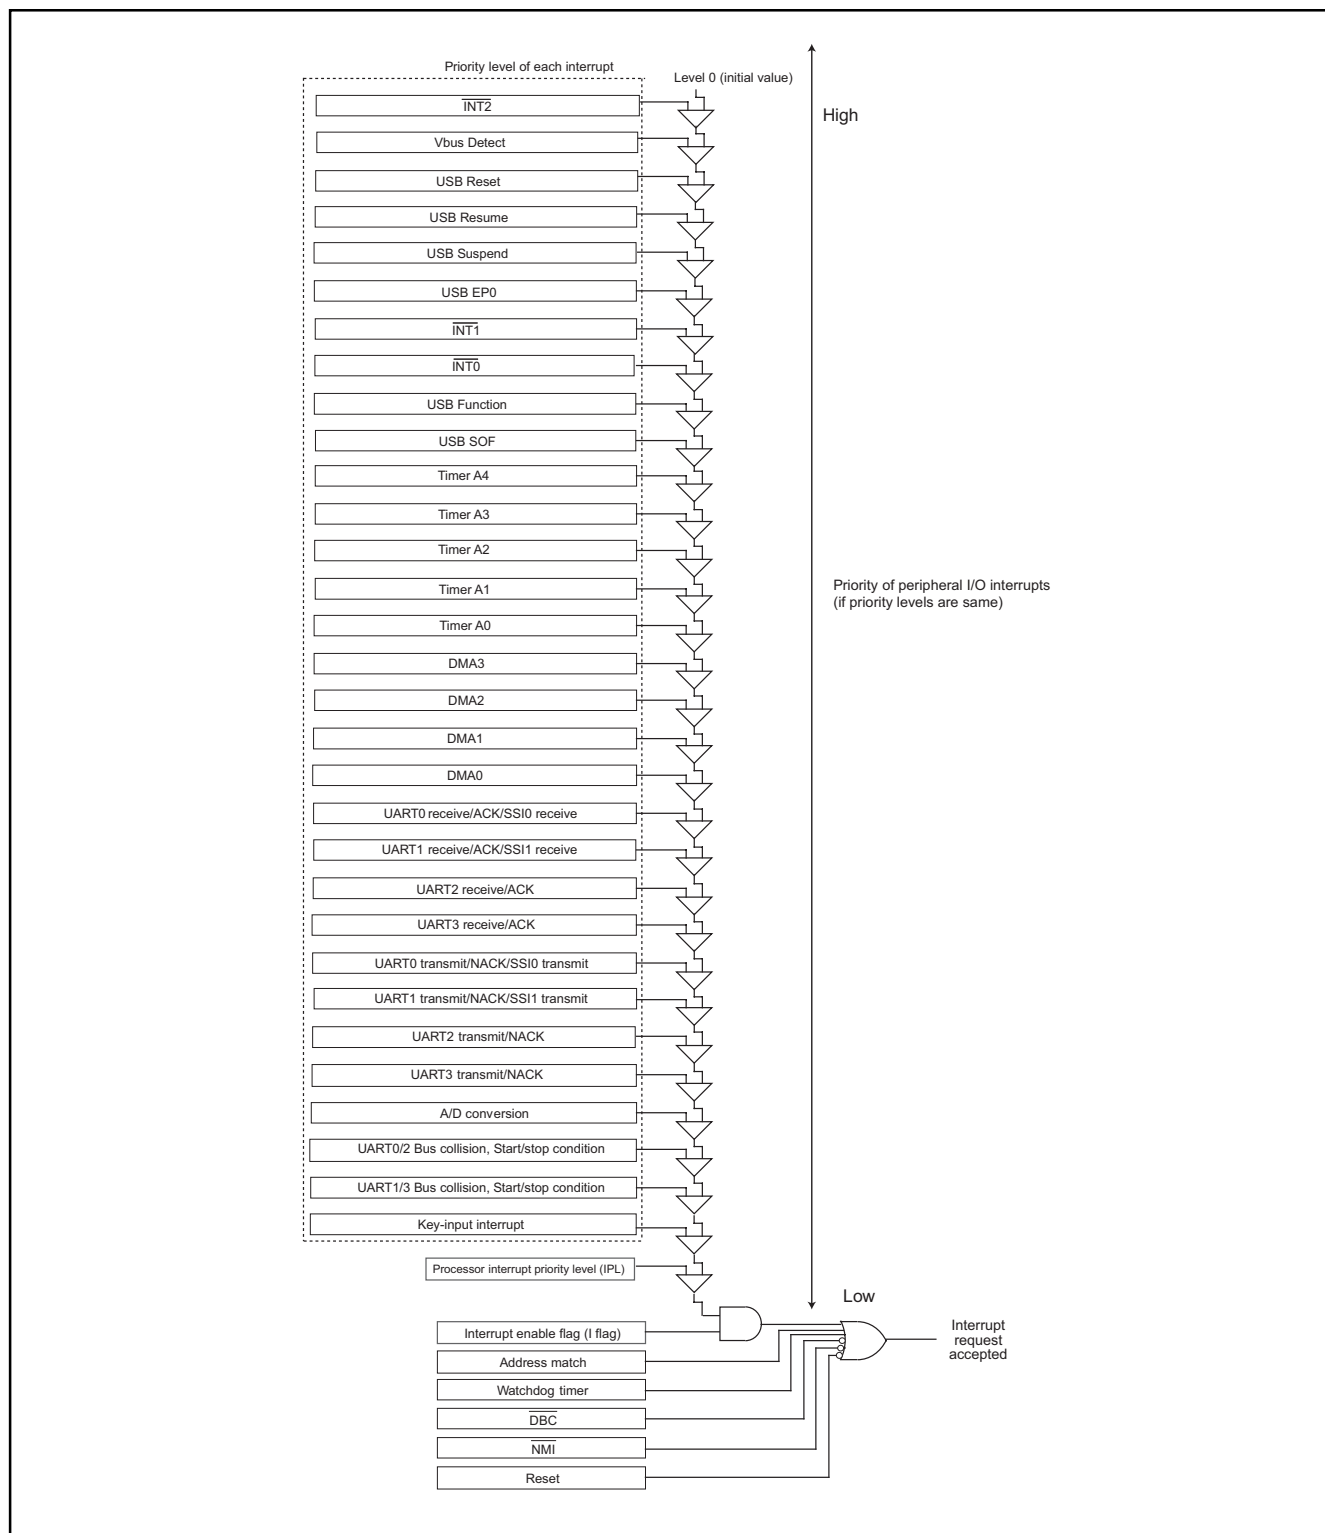 Priority level of each interrupt
Level 0 (initial value)
High
INT2
Vbus Detect
USB Reset
USB Resume
USB Suspend
USB EP0
INT1
INT0
USB Function
USB SOF
Timer A4
Timer A3
Timer A2
Timer A1
Timer A0
Priority of peripheral I/O interrupts
(if priority levels are same)
DMA3
DMA2
DMA1
DMA0
UART0 receive/ACK/SSI0 receive
UART1 receive/ACK/SSI1 receive
UART2 receive/ACK
UART3 receive/ACK
UART0 transmit/NACK/SSI0 transmit
UART1 transmit/NACK/SSI1 transmit
UART2 transmit/NACK
UART3 transmit/NACK
A/D conversion
UART0/2 Bus collision, Start/stop condition
UART1/3 Bus collision, Start/stop condition
Key-input interrupt
Processor interrupt priority level (IPL)
Low
Interrupt enable flag (I flag)
Interrupt
request
accepted
Address match
Watchdog timer
DBC
NMI
Reset